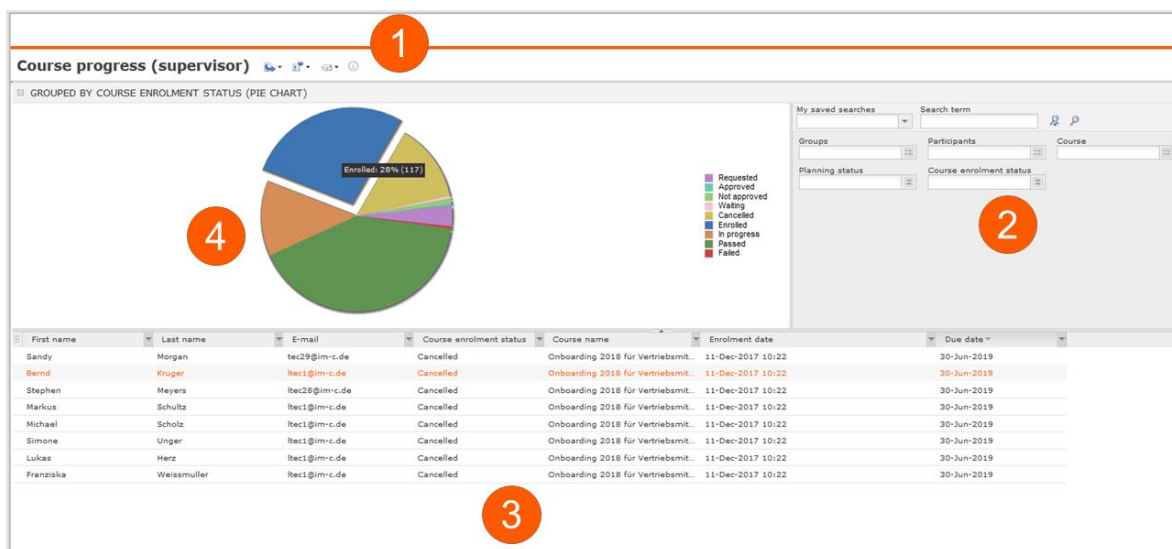 1
Course progress (supervisor)
GROUPED BY COURSE ENROLMENT STATUS (PIE CHART)
My saved searches Search term
Groups Participants Course
Planning status Course enrolment status
Enrolled: 28% (117)
Requested
Approved
Not approved
Waiting
Cancelled
Enrolled
In progress
Passed
Failed
4
2
First name Last name E-mail Course enrolment status Course name Enrolment date Due date
Sandy Morgan tec29@im-c.de Cancelled Onboarding 2018 für Vertriebsmit... 11-Dec-2017 10:22 30-Jun-2019
Bernd Kruger ltec1@im-c.de Cancelled Onboarding 2018 für Vertriebsmit... 11-Dec-2017 10:22 30-Jun-2019
Stephen Meyers ltec28@im-c.de Cancelled Onboarding 2018 für Vertriebsmit... 11-Dec-2017 10:22 30-Jun-2019
Markus Schultz ltec1@im-c.de Cancelled Onboarding 2018 für Vertriebsmit... 11-Dec-2017 10:22 30-Jun-2019
Michael Scholz ltec1@im-c.de Cancelled Onboarding 2018 für Vertriebsmit... 11-Dec-2017 10:22 30-Jun-2019
Simone Unger ltec1@im-c.de Cancelled Onboarding 2018 für Vertriebsmit... 11-Dec-2017 10:22 30-Jun-2019
Lukas Herz ltec1@im-c.de Cancelled Onboarding 2018 für Vertriebsmit... 11-Dec-2017 10:22 30-Jun-2019
Franziska Weissmuller ltec1@im-c.de Cancelled Onboarding 2018 für Vertriebsmit... 11-Dec-2017 10:22 30-Jun-2019
3